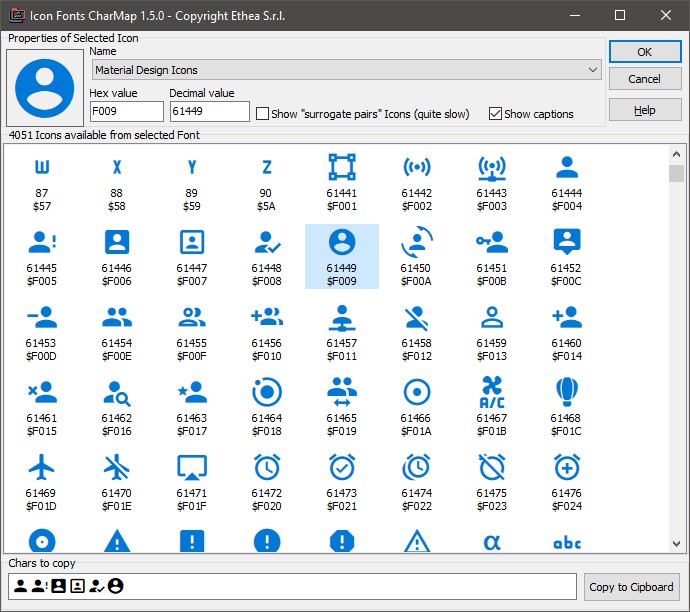 Icon Fonts CharMap 1.5.0 - Copyright Ethea S.r.l.
Properties of Selected Icon
Name
Material Design Icons
Hex value Decimal value
F009 61449 Show "surrogate pairs" Icons (quite slow) Show captions
OK
Cancel
Help
4051 Icons available from selected Font
W X Y Z
87 88 89 90 61441 61442 61443 61444
$57 $58 $59 $5A $F001 $F002 $F003 $F004
61445 61446 61447 61448 61449 61450 61451 61452
$F005 $F006 $F007 $F008 $F009 $F00A $F00B $F00C
61453 61454 61455 61456 61457 61458 61459 61460
$F00D $F00E $F00F $F010 $F011 $F012 $F013 $F014
A/C
61461 61462 61463 61464 61465 61466 61467 61468
$F015 $F016 $F017 $F018 $F019 $F01A $F01B $F01C
61469 61470 61471 61472 61473 61474 61475 61476
$F01D $F01E $F01F $F020 $F021 $F022 $F023 $F024
α abc
Chars to copy
Copy to Clipboard